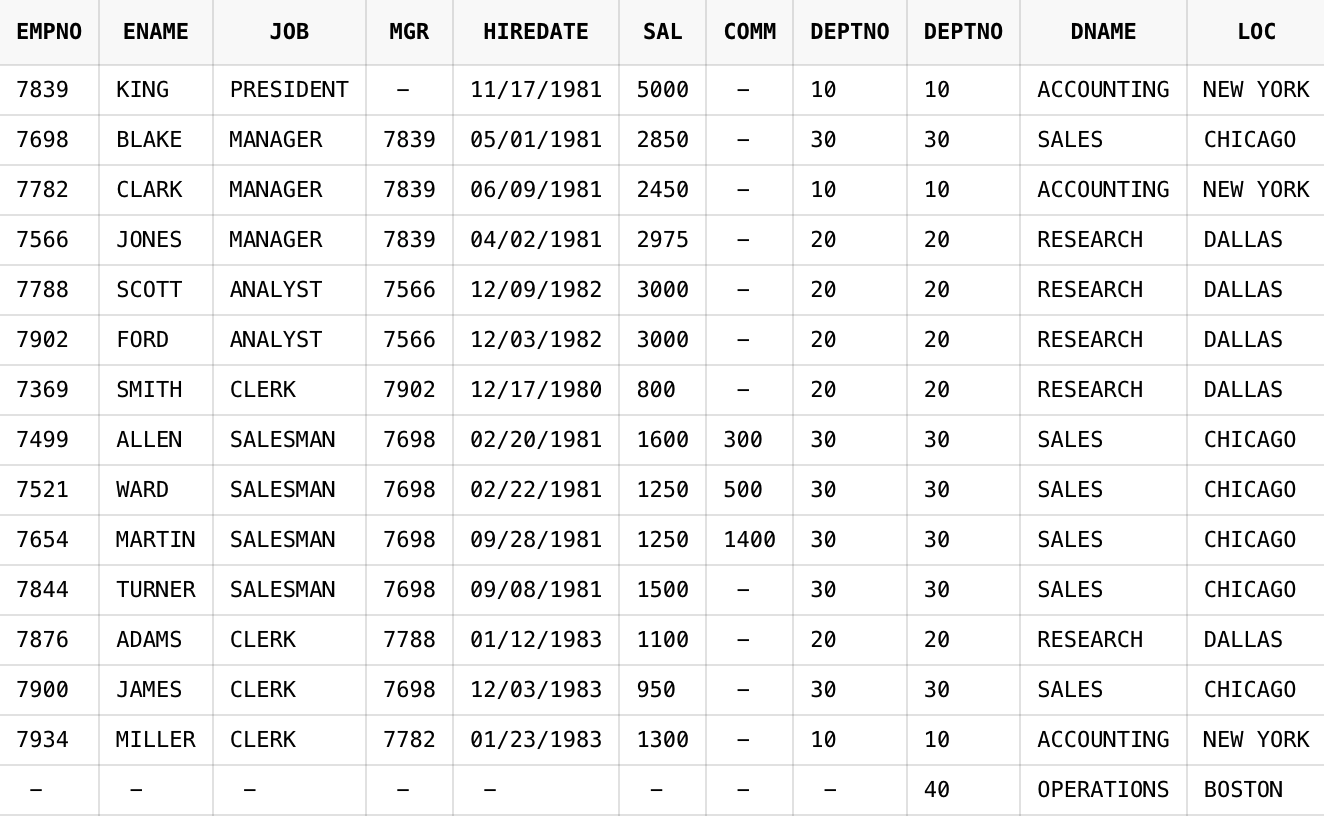 EMPNO ENAME JOB MGR HIREDATE SAL COMM DEPTNO DEPTNO DNAME LOC
7839 KING PRESIDENT – 11/17/1981 5000 – 10 10 ACCOUNTING NEW YORK
7698 BLAKE MANAGER 7839 05/01/1981 2850 – 30 30 SALES CHICAGO
7782 CLARK MANAGER 7839 06/09/1981 2450 – 10 10 ACCOUNTING NEW YORK
7566 JONES MANAGER 7839 04/02/1981 2975 – 20 20 RESEARCH DALLAS
7788 SCOTT ANALYST 7566 12/09/1982 3000 – 20 20 RESEARCH DALLAS
7902 FORD ANALYST 7566 12/03/1982 3000 – 20 20 RESEARCH DALLAS
7369 SMITH CLERK 7902 12/17/1980 800 – 20 20 RESEARCH DALLAS
7499 ALLEN SALESMAN 7698 02/20/1981 1600 300 30 30 SALES CHICAGO
7521 WARD SALESMAN 7698 02/22/1981 1250 500 30 30 SALES CHICAGO
7654 MARTIN SALESMAN 7698 09/28/1981 1250 1400 30 30 SALES CHICAGO
7844 TURNER SALESMAN 7698 09/08/1981 1500 – 30 30 SALES CHICAGO
7876 ADAMS CLERK 7788 01/12/1983 1100 – 20 20 RESEARCH DALLAS
7900 JAMES CLERK 7698 12/03/1983 950 – 30 30 SALES CHICAGO
7934 MILLER CLERK 7782 01/23/1983 1300 – 10 10 ACCOUNTING NEW YORK
– – – – – – – – 40 OPERATIONS BOSTON